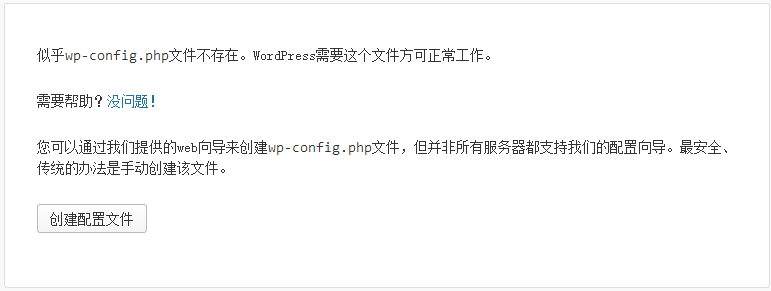 似乎wp-config.php文件不存在。WordPress需要这个文件方可正常工作。
需要帮助？没问题！
您可以通过我们提供的web向导来创建wp-config.php文件，但并非所有服务器都支持我们的配置向导。最安全、
传统的办法是手动创建该文件。
创建配置文件